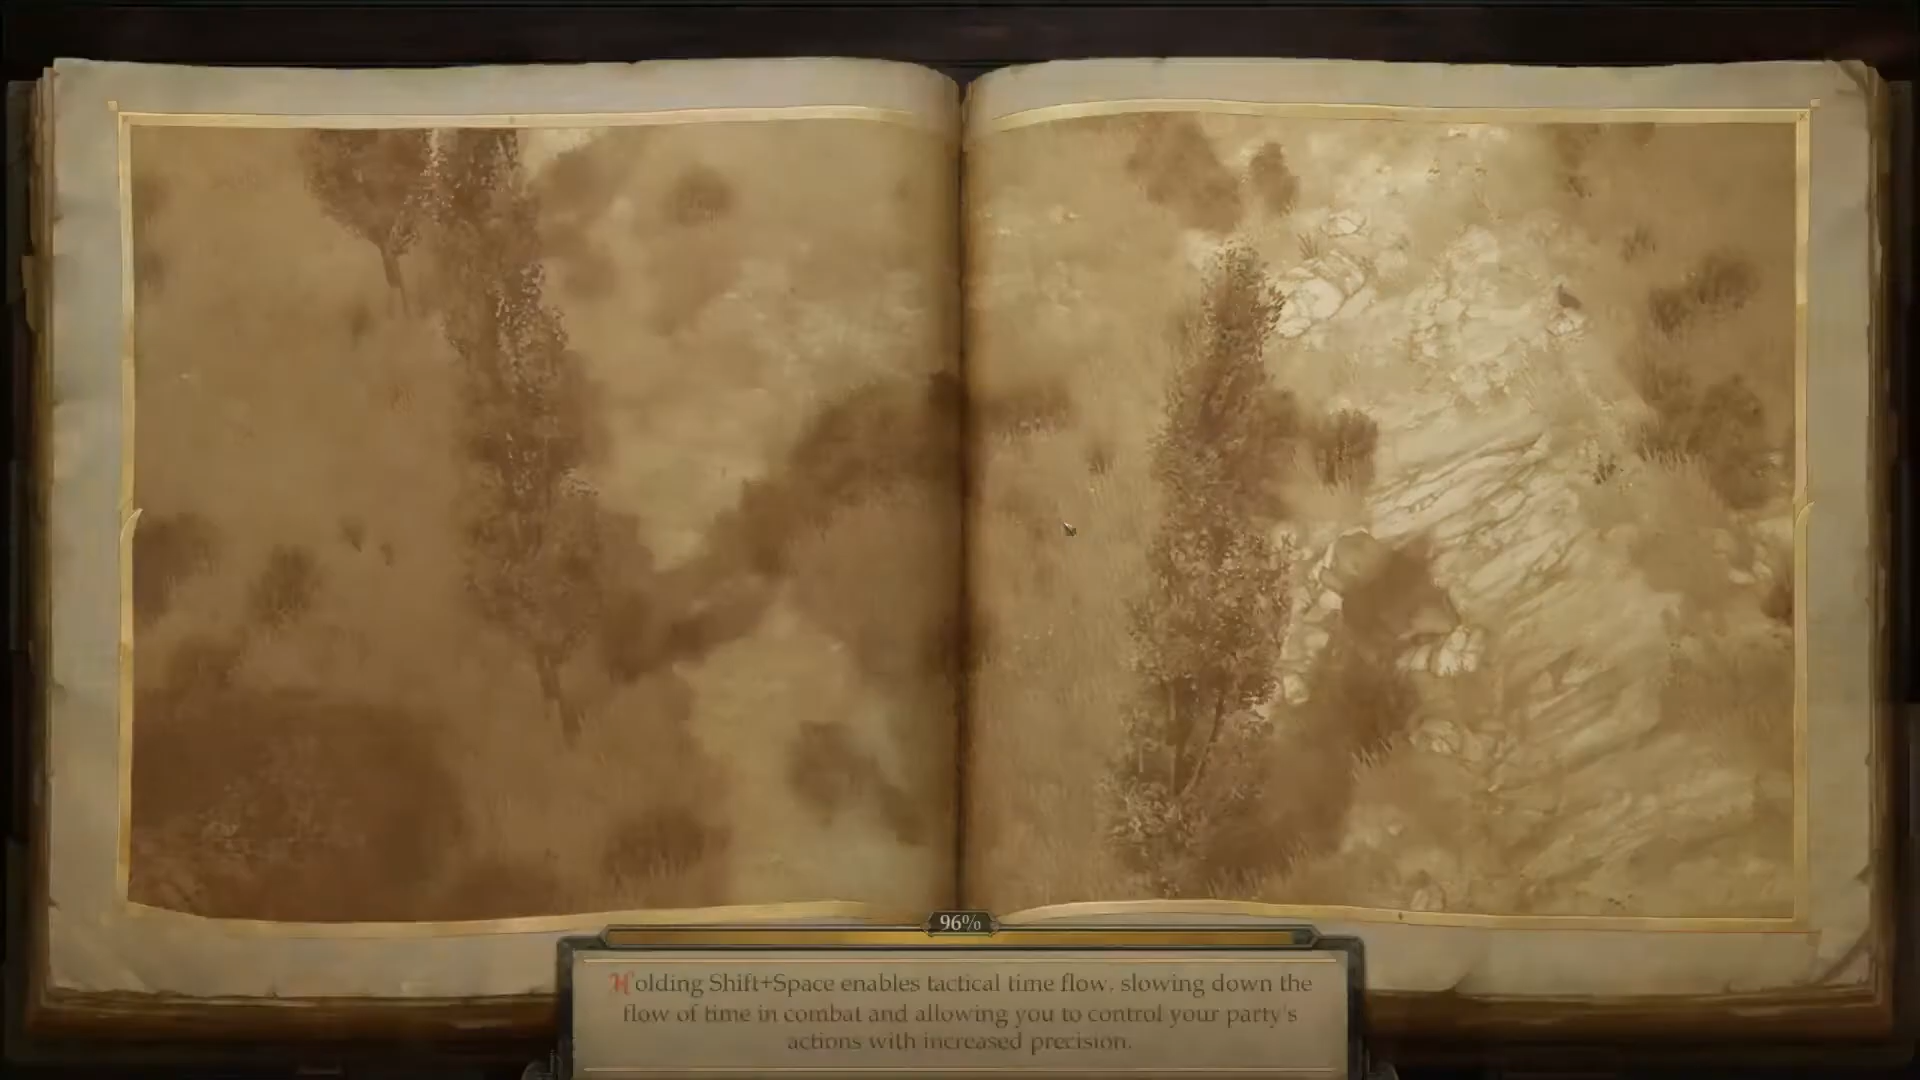 96%
Holding Shift+Space enables tactical time flow, slowing down the
flow of time in combat and allowing you to control your party's
actions with increased precision.